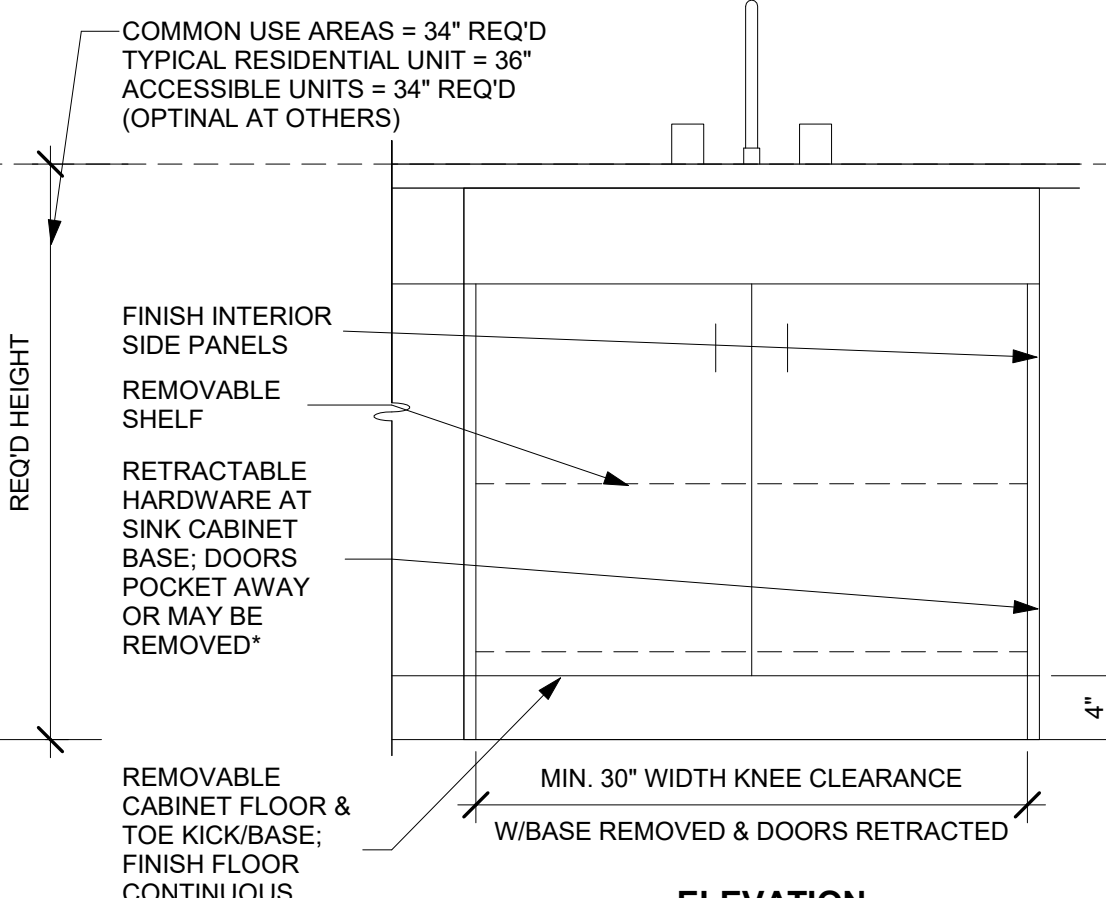 COMMON USE AREAS = 34" REQ'D
TYPICAL RESIDENTIAL UNIT = 36"
ACCESSIBLE UNITS = 34" REQ'D
(OPTINAL AT OTHERS)
REQ'D HEIGHT
FINISH INTERIOR
SIDE PANELS
REMOVABLE
SHELF
RETRACTABLE
HARDWARE AT
SINK CABINET
BASE; DOORS
POCKET AWAY
OR MAY BE
REMOVED*
4"
REMOVABLE
CABINET FLOOR &
TOE KICK/BASE;
FINISH FLOOR
CONTINUOUS
MIN. 30" WIDTH KNEE CLEARANCE
W/BASE REMOVED & DOORS RETRACTED
ELEVATION